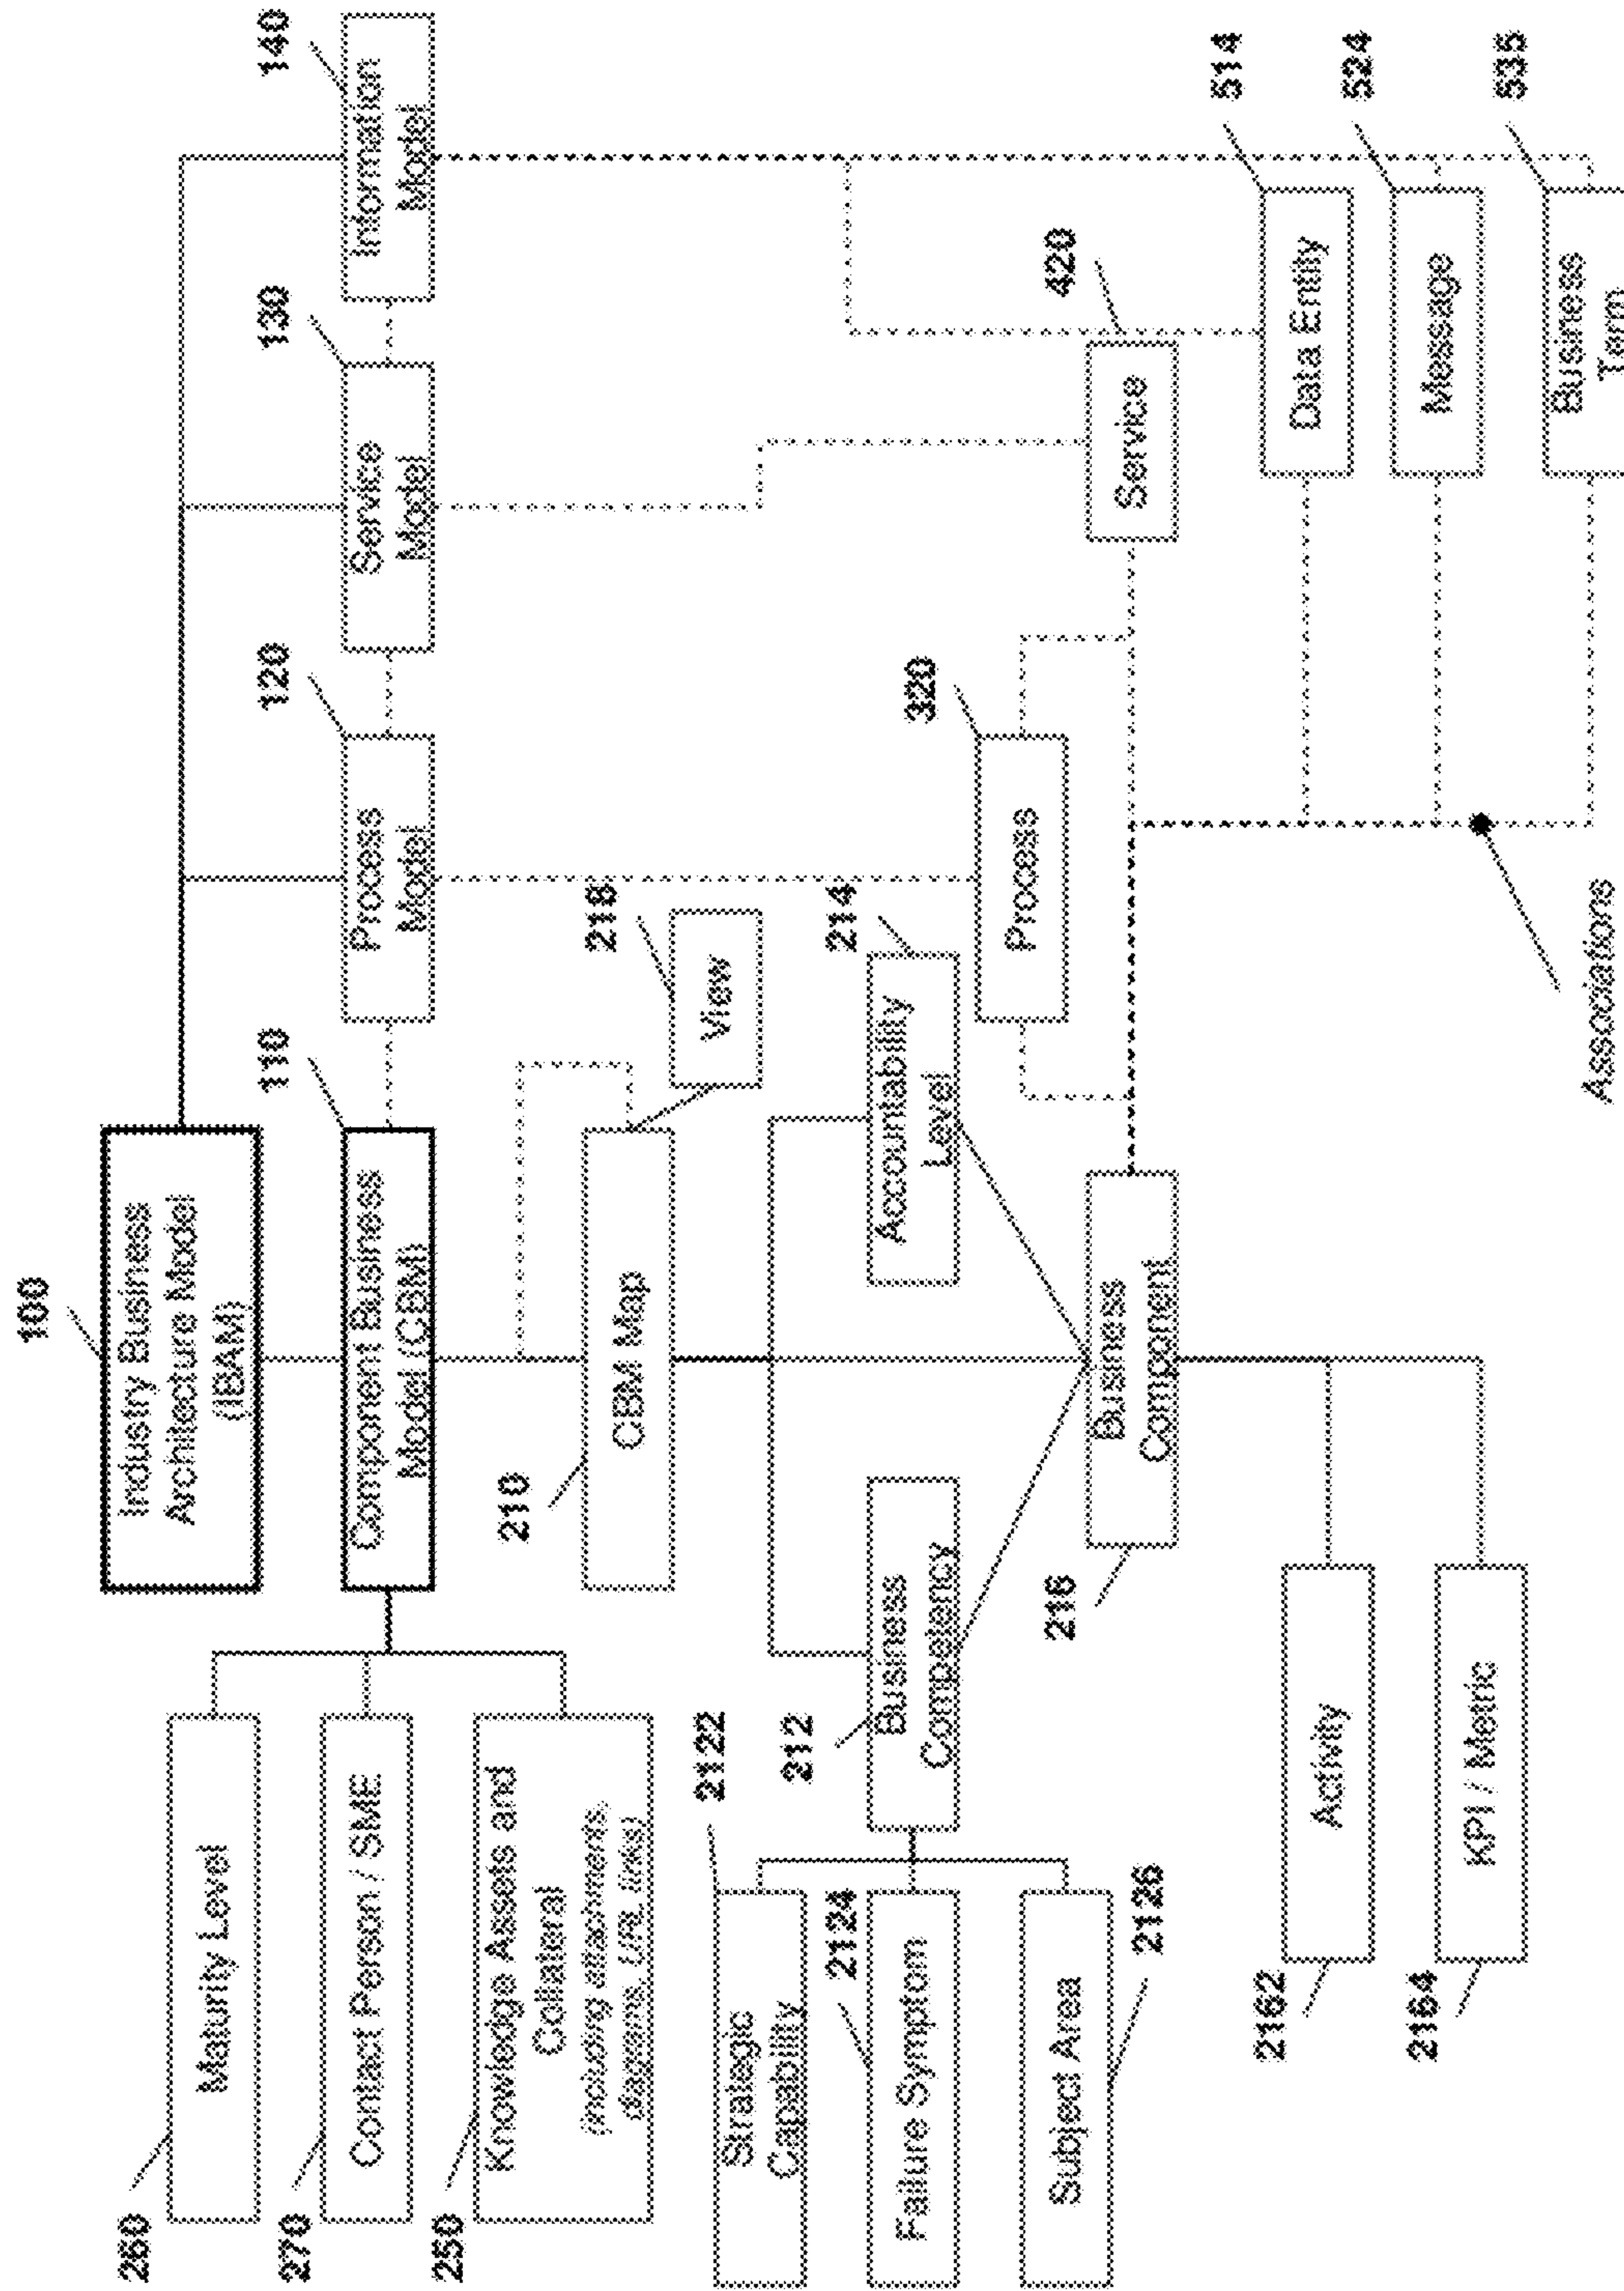 100
Industry Business
Architecture Model
(IBAM)
260
Maturity Level
270
Contact Person / SME
250
Knowledge Assets and
Collateral
(including attachments,
diagrams, URL links)
110
Component Business
Model (CBM)
120
Process
Model
130
Service
Model
140
Information
Model
210
CBM Map
218
View
2122
Strategic
Capability
2124
Failure Symptom
2126
Subject Area
212
Business
Competency
214
Accountability
Level
320
Process
216
Business
Component
420
Service
2162
Activity
2164
KPI / Metric
514
Data Entity
524
Message
535
Business
Term
Associations